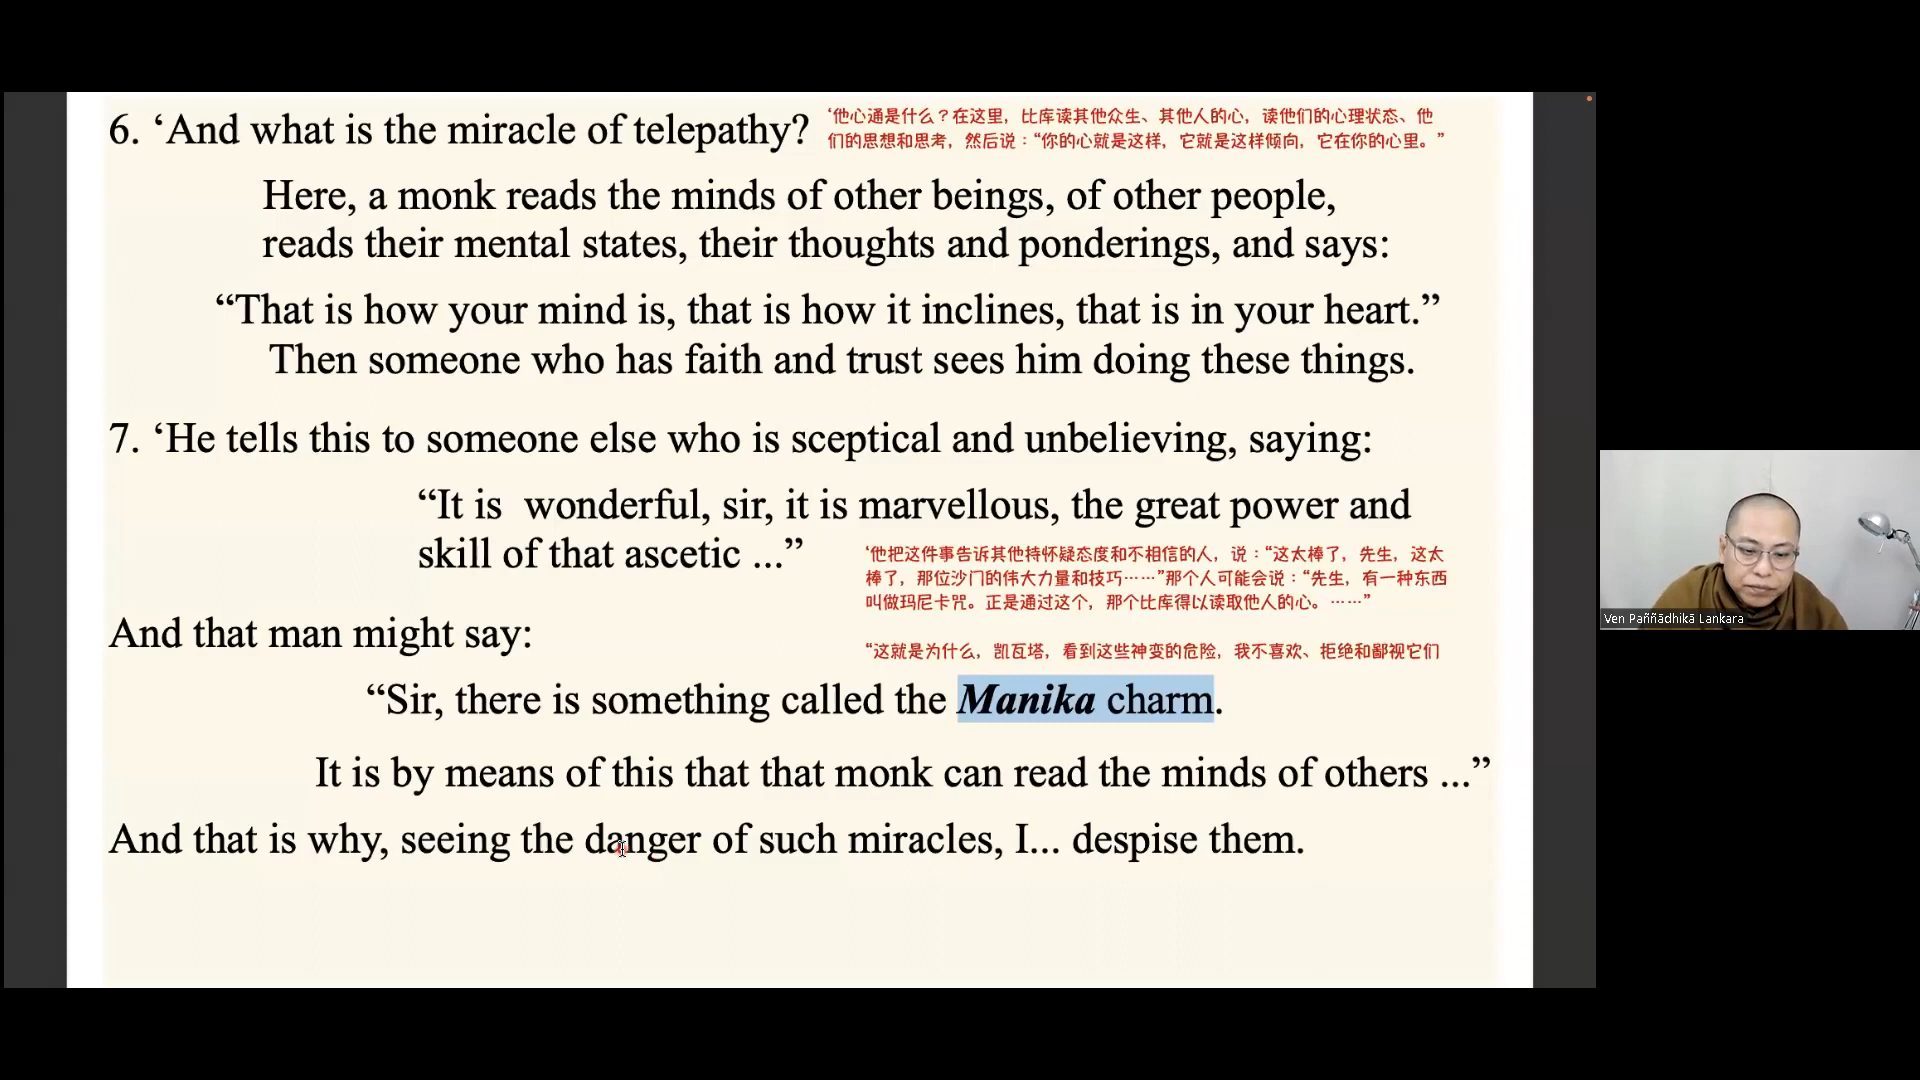 6. ‘And what is the miracle of telepathy?
‘他心通是什么？在这里，比库读其他众生、其他人的心，读他们的心理状态、他
们的思想和思考，然后说：“你的心就是这样，它就是这样倾向，它在你的心里。”
Here, a monk reads the minds of other beings, of other people,
reads their mental states, their thoughts and ponderings, and says:
“That is how your mind is, that is how it inclines, that is in your heart.”
Then someone who has faith and trust sees him doing these things.
7. ‘He tells this to someone else who is sceptical and unbelieving, saying:
“It is  wonderful, sir, it is marvellous, the great power and
skill of that ascetic ...”
‘他把这件事告诉其他持怀疑态度和不相信的人，说：“这太棒了，先生，这太
棒了，那位沙门的伟大力量和技巧……”那个人可能会说：“先生，有一种东西
叫做玛尼卡咒。正是通过这个，那个比库得以读取他人的心。……”
And that man might say:
“这就是为什么，凯瓦塔，看到这些神变的危险，我不喜欢、拒绝和鄙视它们
“Sir, there is something called the Manika charm.
It is by means of this that that monk can read the minds of others ...”
And that is why, seeing the danger of such miracles, I... despise them.
Ven Paññādhikā Lankara